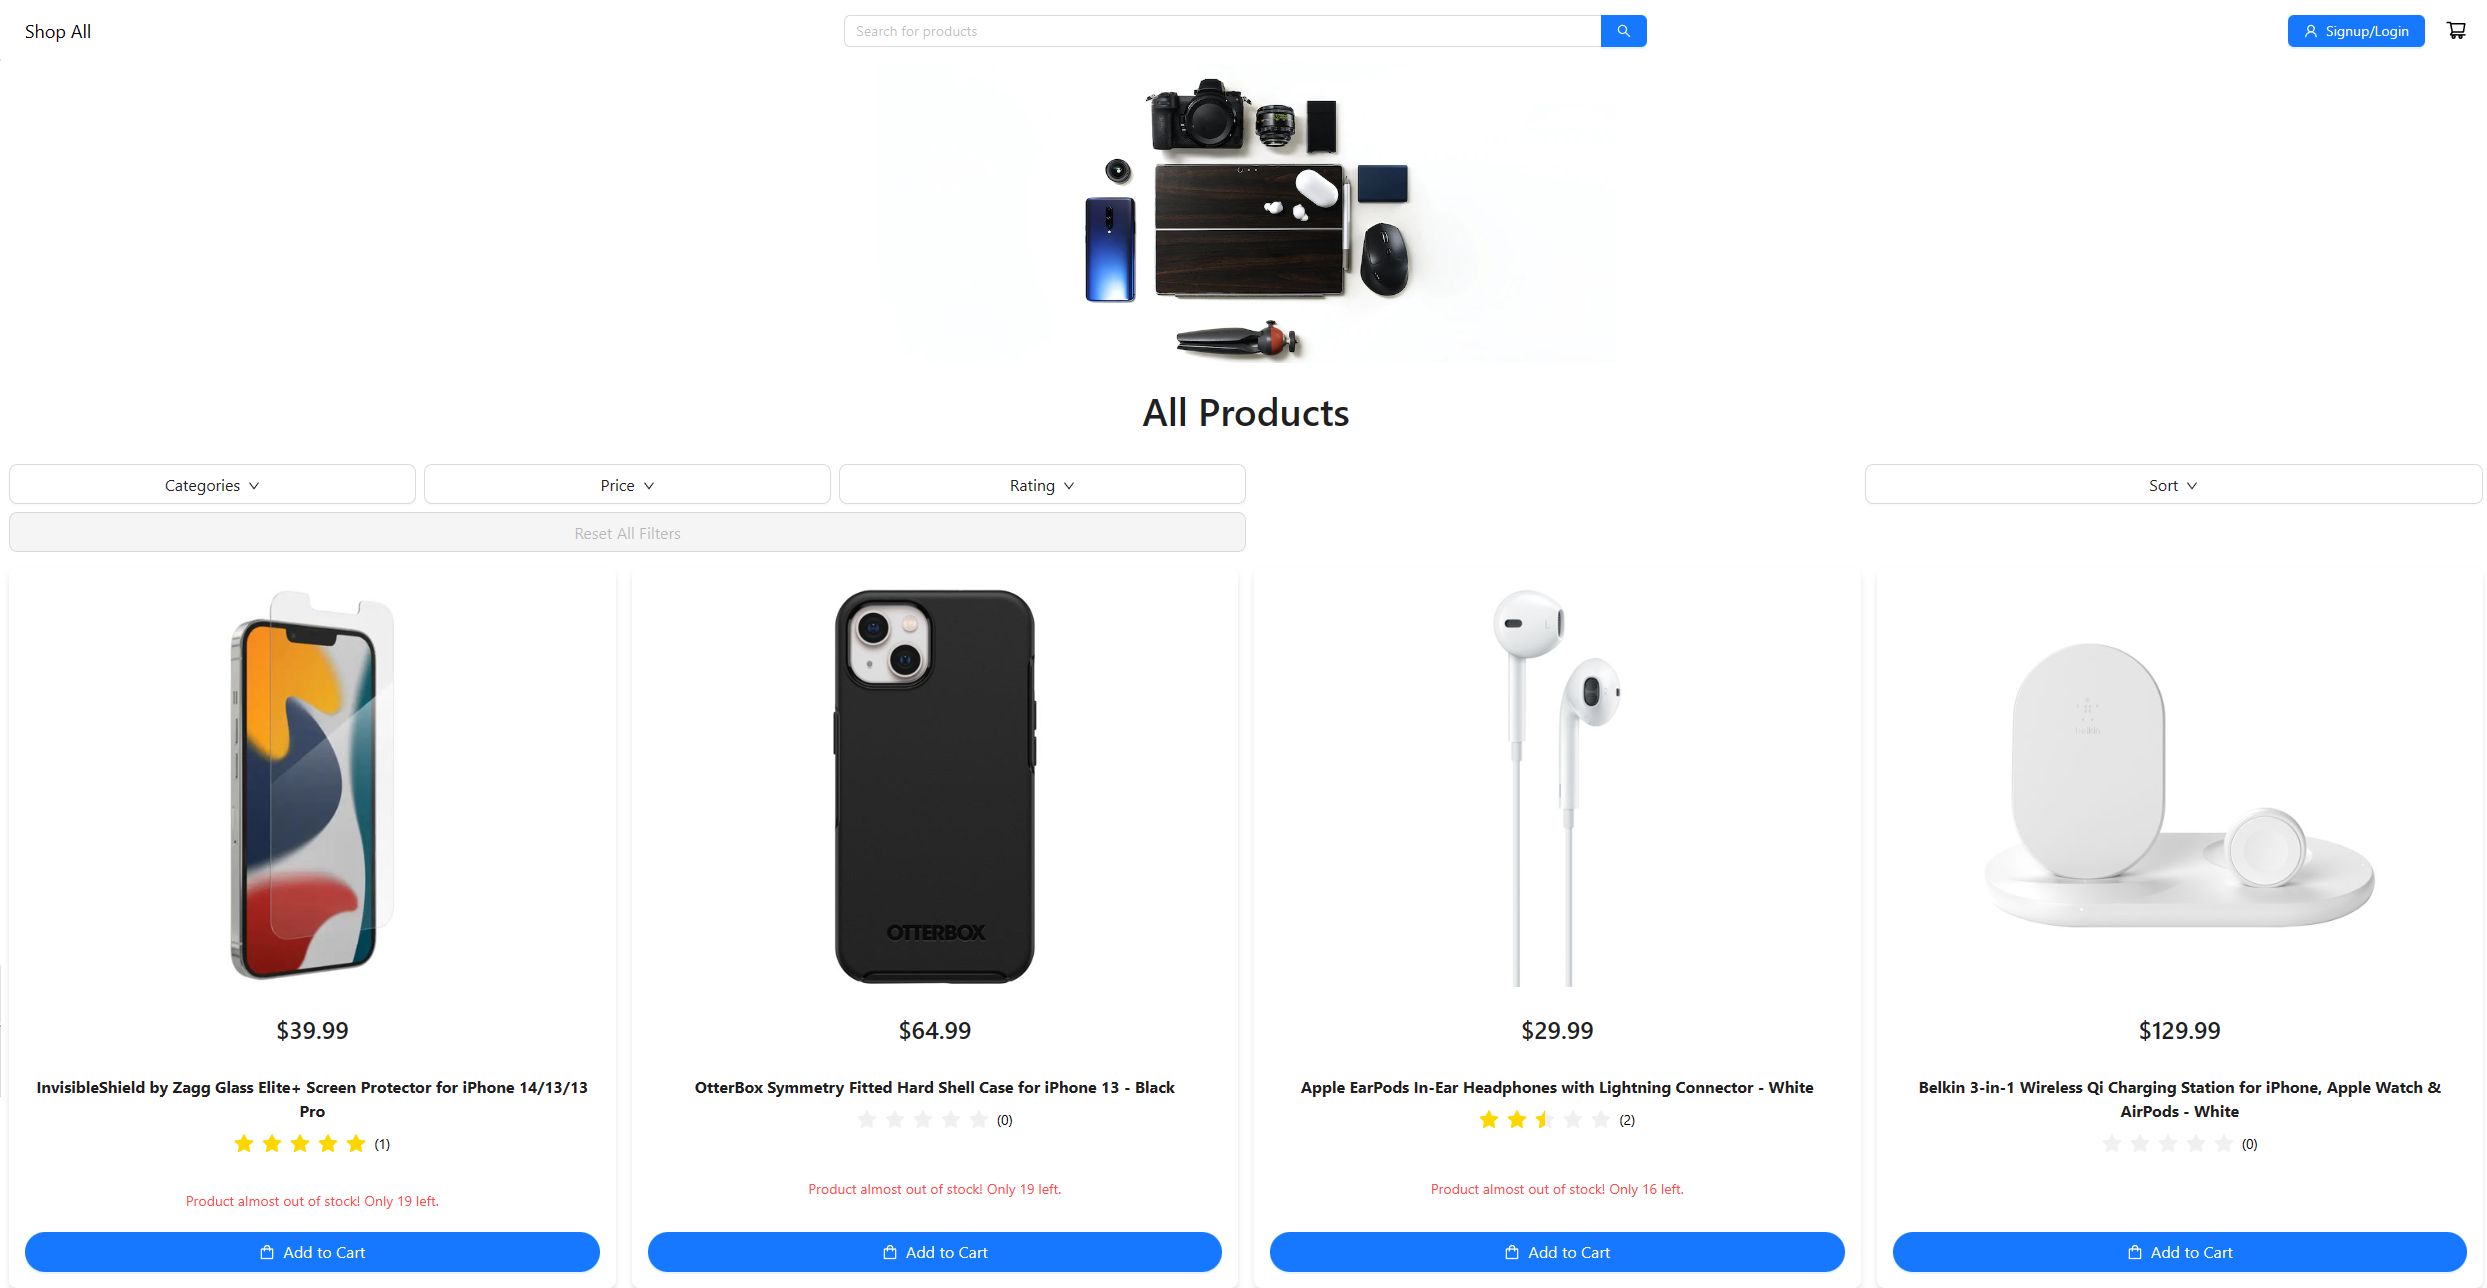 Shop All
Search for products
Signup/Login
All Products
Categories
Price
Rating
Sort
Reset All Filters
OTTERBOX
belkin
$39.99
$64.99
$29.99
$129.99
InvisibleShield by Zagg Glass Elite+ Screen Protector for iPhone 14/13/13
Pro
(1)
Product almost out of stock! Only 19 left.
Add to Cart
OtterBox Symmetry Fitted Hard Shell Case for iPhone 13 - Black
(0)
Product almost out of stock! Only 19 left.
Add to Cart
Apple EarPods In-Ear Headphones with Lightning Connector - White
(2)
Product almost out of stock! Only 16 left.
Add to Cart
Belkin 3-in-1 Wireless Qi Charging Station for iPhone, Apple Watch &
AirPods - White
(0)
Add to Cart